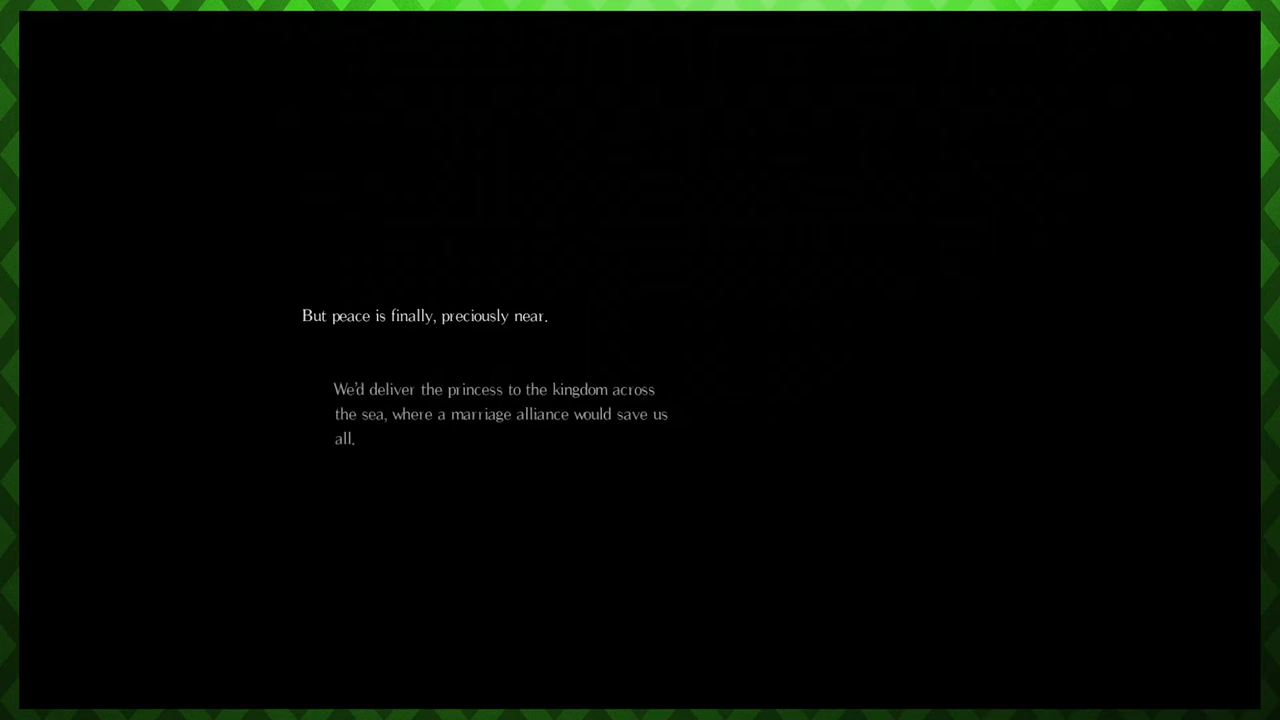 But peace is finally, preciously near.
We'd deliver the princess to the kingdom across
the sea, where a marriage alliance would save us
all.